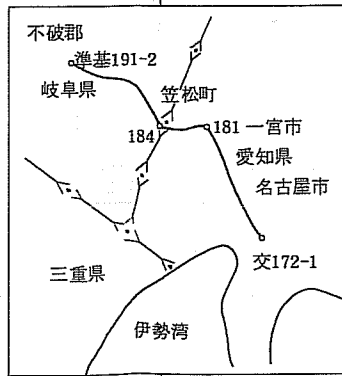 不破郡
準基191-2
岐阜県
笠松町
184
181 一宮市
愛知県
名古屋市
交172-1
三重県
伊勢湾